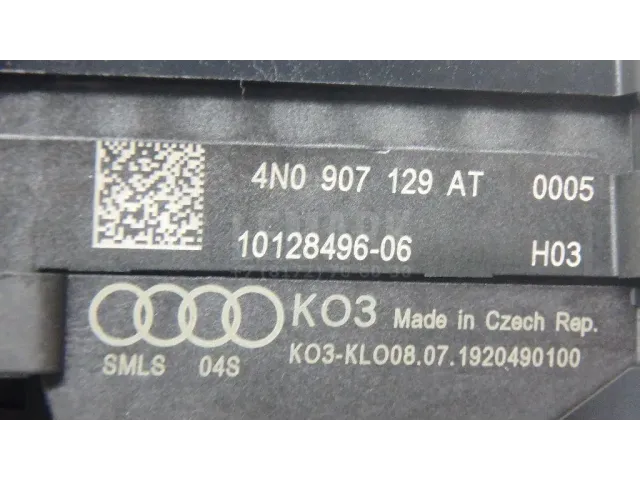 4N0 907 129 AT 0005
LEMARK
10128496-06 H03
KO3 Made in Czech Rep.
SMLS 04S KO3-KLO08.07.1920490100